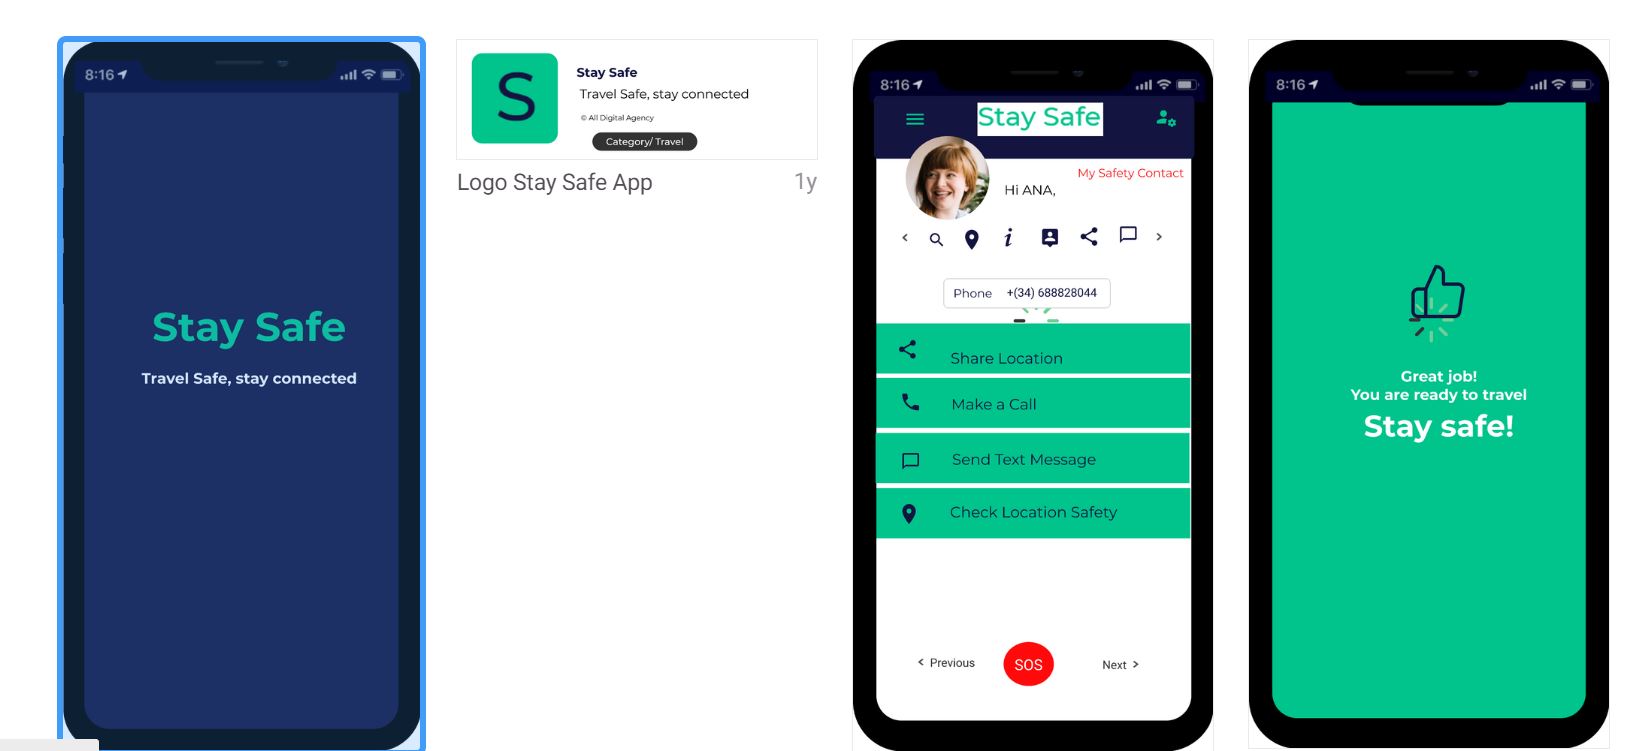 8:16
Stay Safe
Travel Safe, stay connected
S
Stay Safe
Travel Safe, stay connected
© All Digital Agency
Category/ Travel
Logo Stay Safe App
1y
8:16
Stay Safe
My Safety Contact
Hi ANA,
i
Phone +(34) 688828044
Share Location
Make a Call
Send Text Message
Check Location Safety
< Previous
SOS
Next >
8:16
Great job!
You are ready to travel
Stay safe!